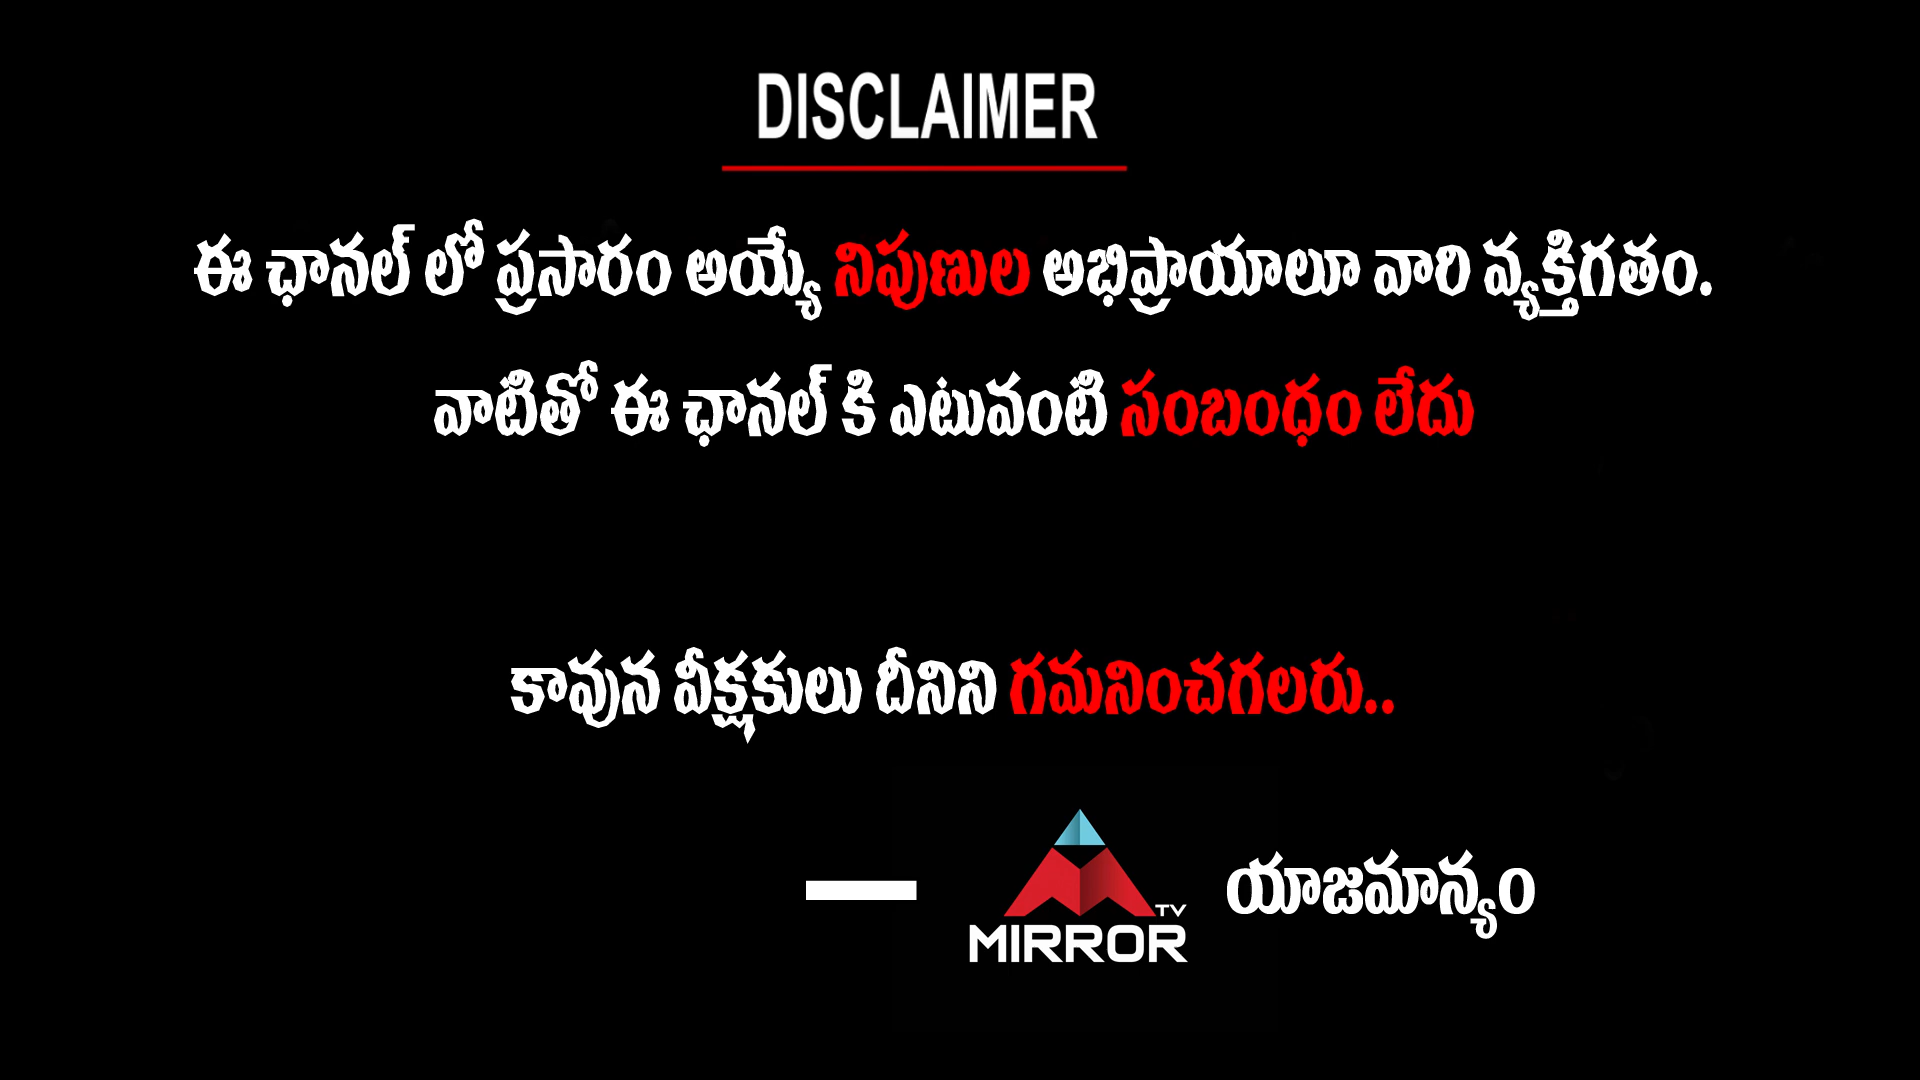 DISCLAIMER
ఈ ఛానల్ లో ప్రసారం అయ్యే నిపుణుల అభిప్రాయాలూ వారి వ్యక్తిగతం.
వాటితో ఈ ఛానల్ కి ఎటువంటి సంబంధం లేదు
కావున వీక్షకులు దీనిని గమనించగలరు..
— MIRROR TV యాజమాన్యం